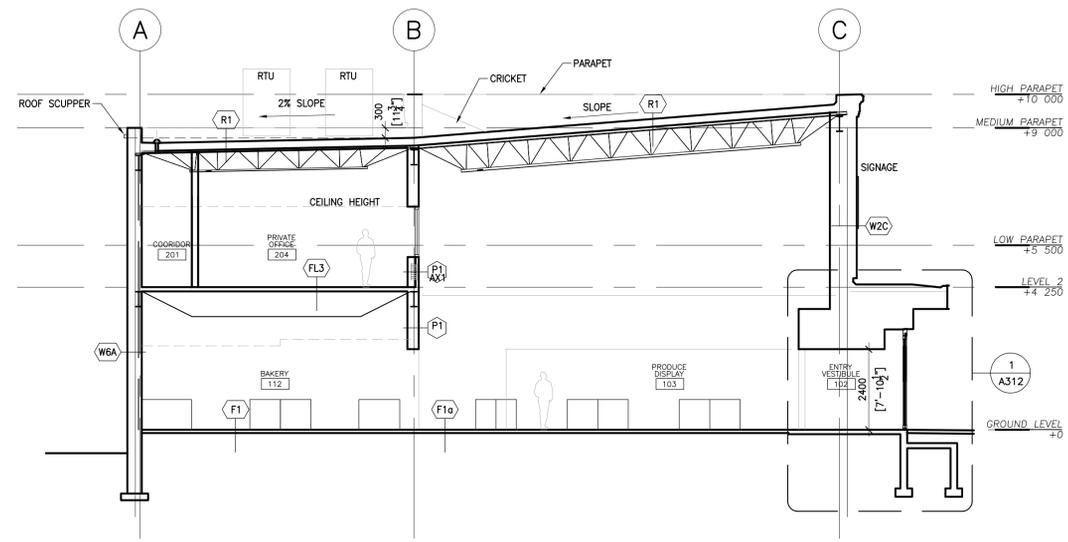 A
B
C
RTU
RTU
CRICKET
PARAPET
HIGH PARAPET
+10 000
ROOF SCUPPER
2% SLOPE
300
[11 3/4"]
SLOPE
R1
R1
MEDIUM PARAPET
+9 000
SIGNAGE
CEILING HEIGHT
W2C
COORIDOR
201
PRIVATE
OFFICE
204
LOW PARAPET
+5 500
FL3
P1
AX1
LEVEL 2
+4 250
P1
W6A
BAKERY
112
PRODUCE
DISPLAY
103
ENTRY
VESTIBULE
102
2400
[7'-10 1/2"]
1
A312
F1
F1a
GROUND LEVEL
+0